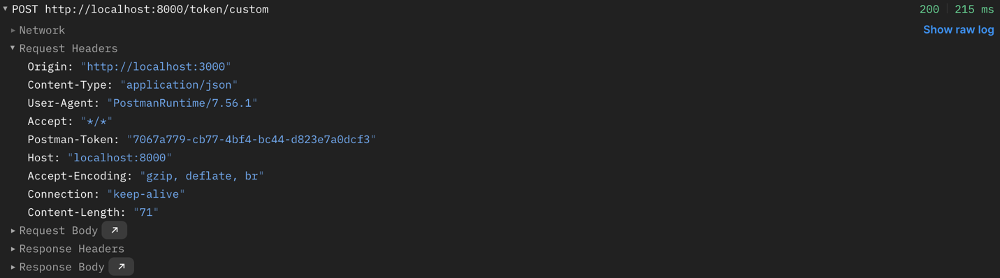 POST http://localhost:8000/token/custom 200 215 ms
Network Show raw log
Request Headers
Origin: "http://localhost:3000"
Content-Type: "application/json"
User-Agent: "PostmanRuntime/7.56.1"
Accept: "*/*"
Postman-Token: "7067a779-cb77-4bf4-bc44-d823e7a0dcf3"
Host: "localhost:8000"
Accept-Encoding: "gzip, deflate, br"
Connection: "keep-alive"
Content-Length: "71"
Request Body
Response Headers
Response Body